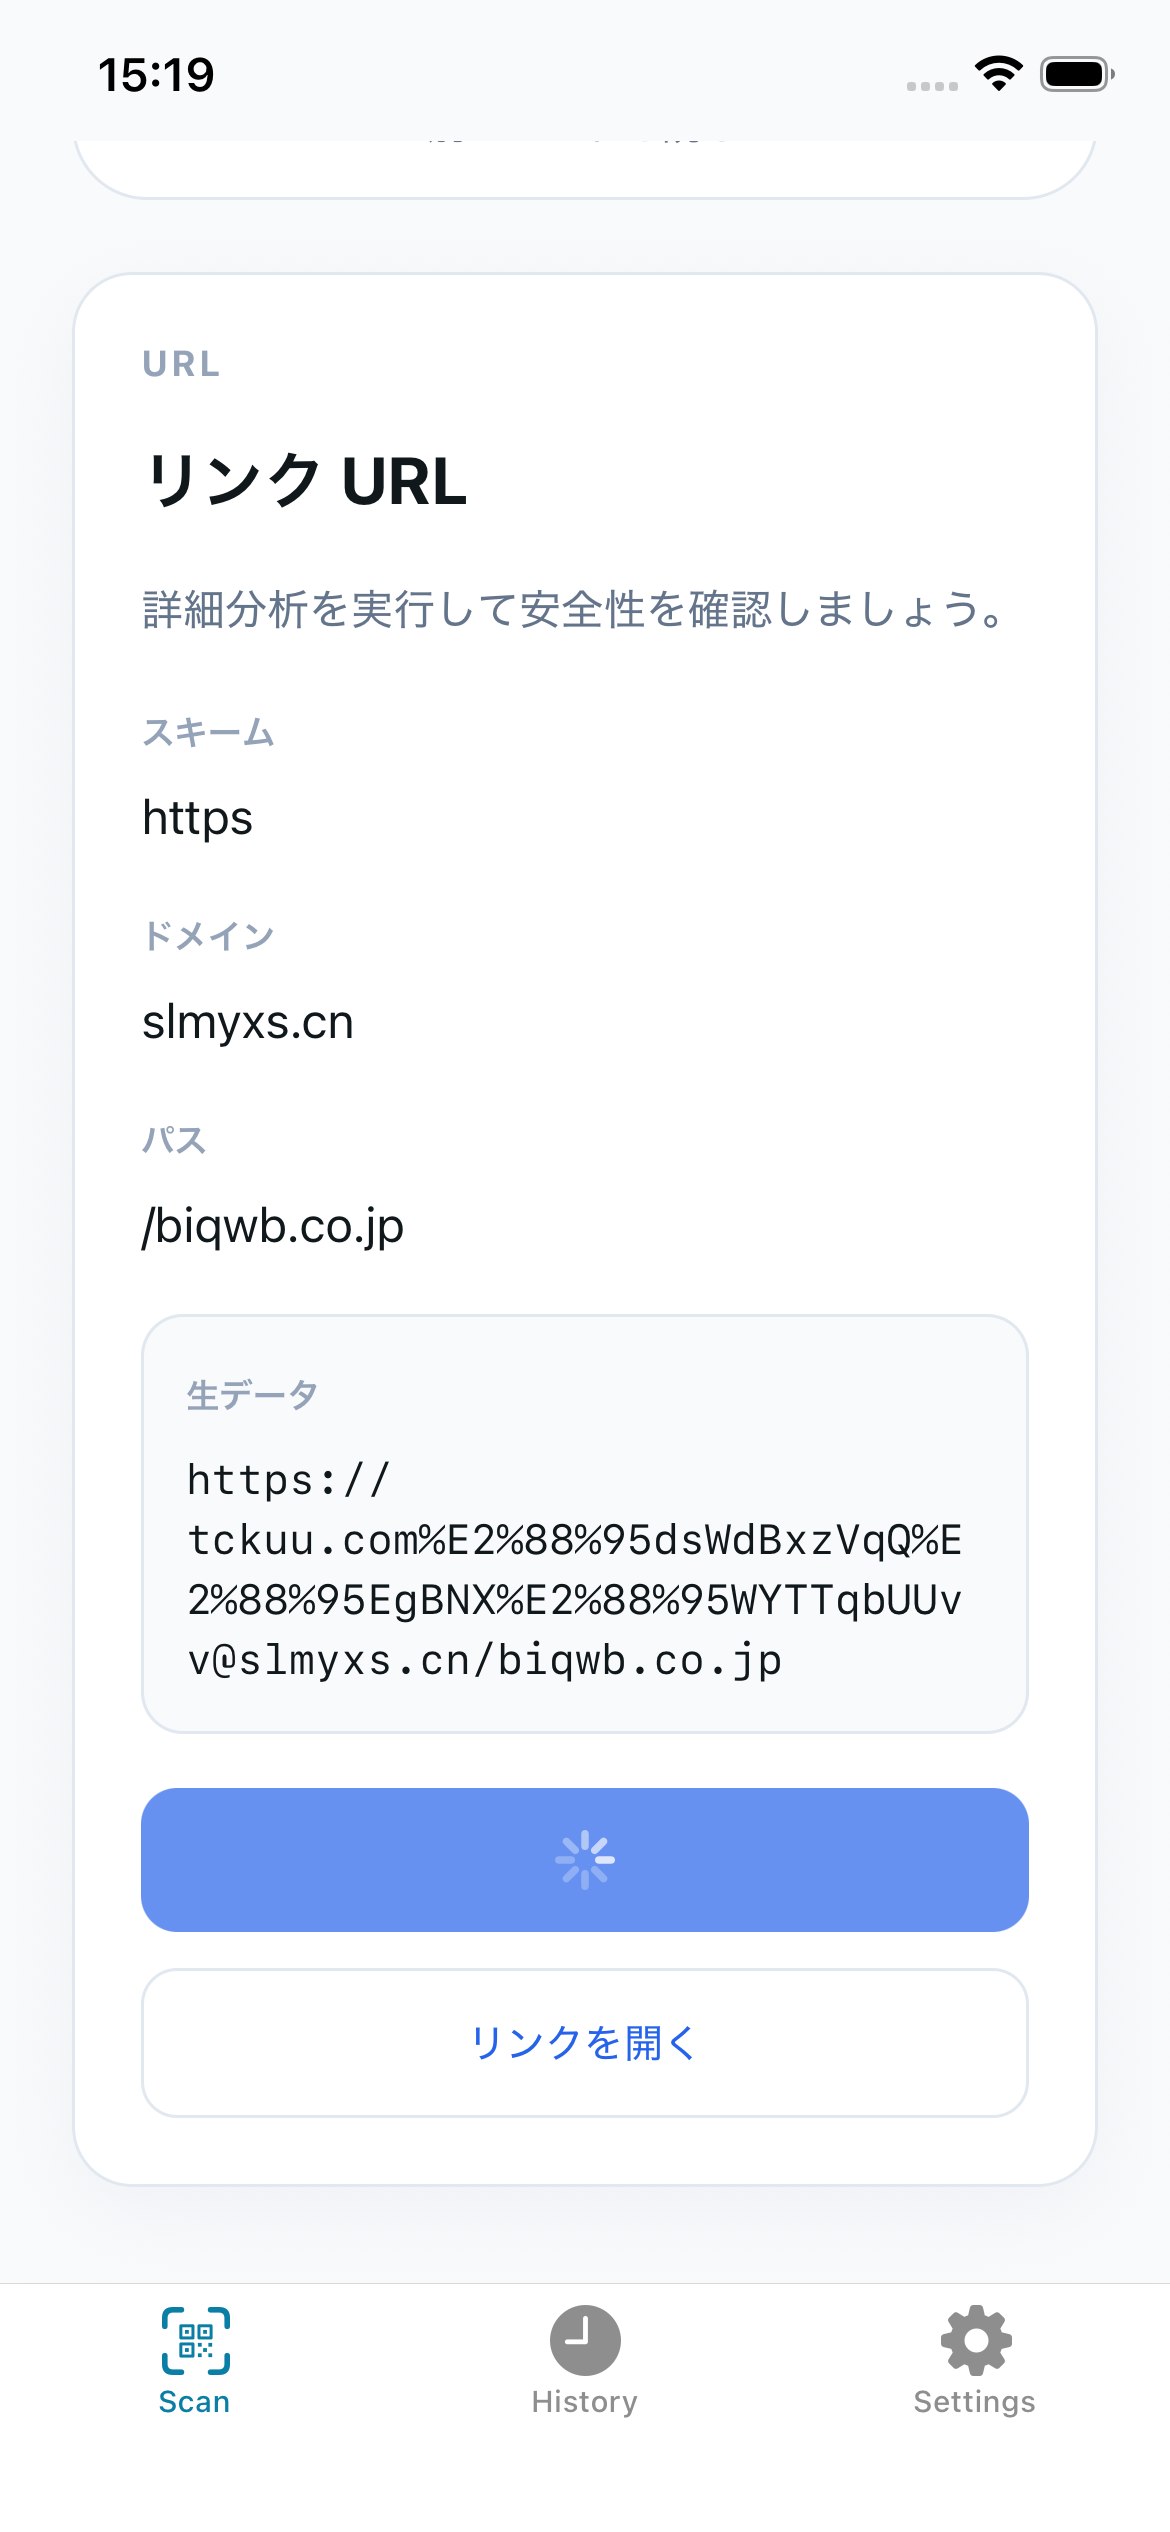 15:19
URL
リンク URL
詳細分析を実行して安全性を確認しましょう。
スキーム
https
ドメイン
slmyxs.cn
パス
/biqwb.co.jp
生データ
https://
tckuu.com%E2%88%95dsWdBxzVqQ%E
2%88%95EgBNX%E2%88%95WYTTqbUUv
v@slmyxs.cn/biqwb.co.jp
リンクを開く
Scan
History
Settings